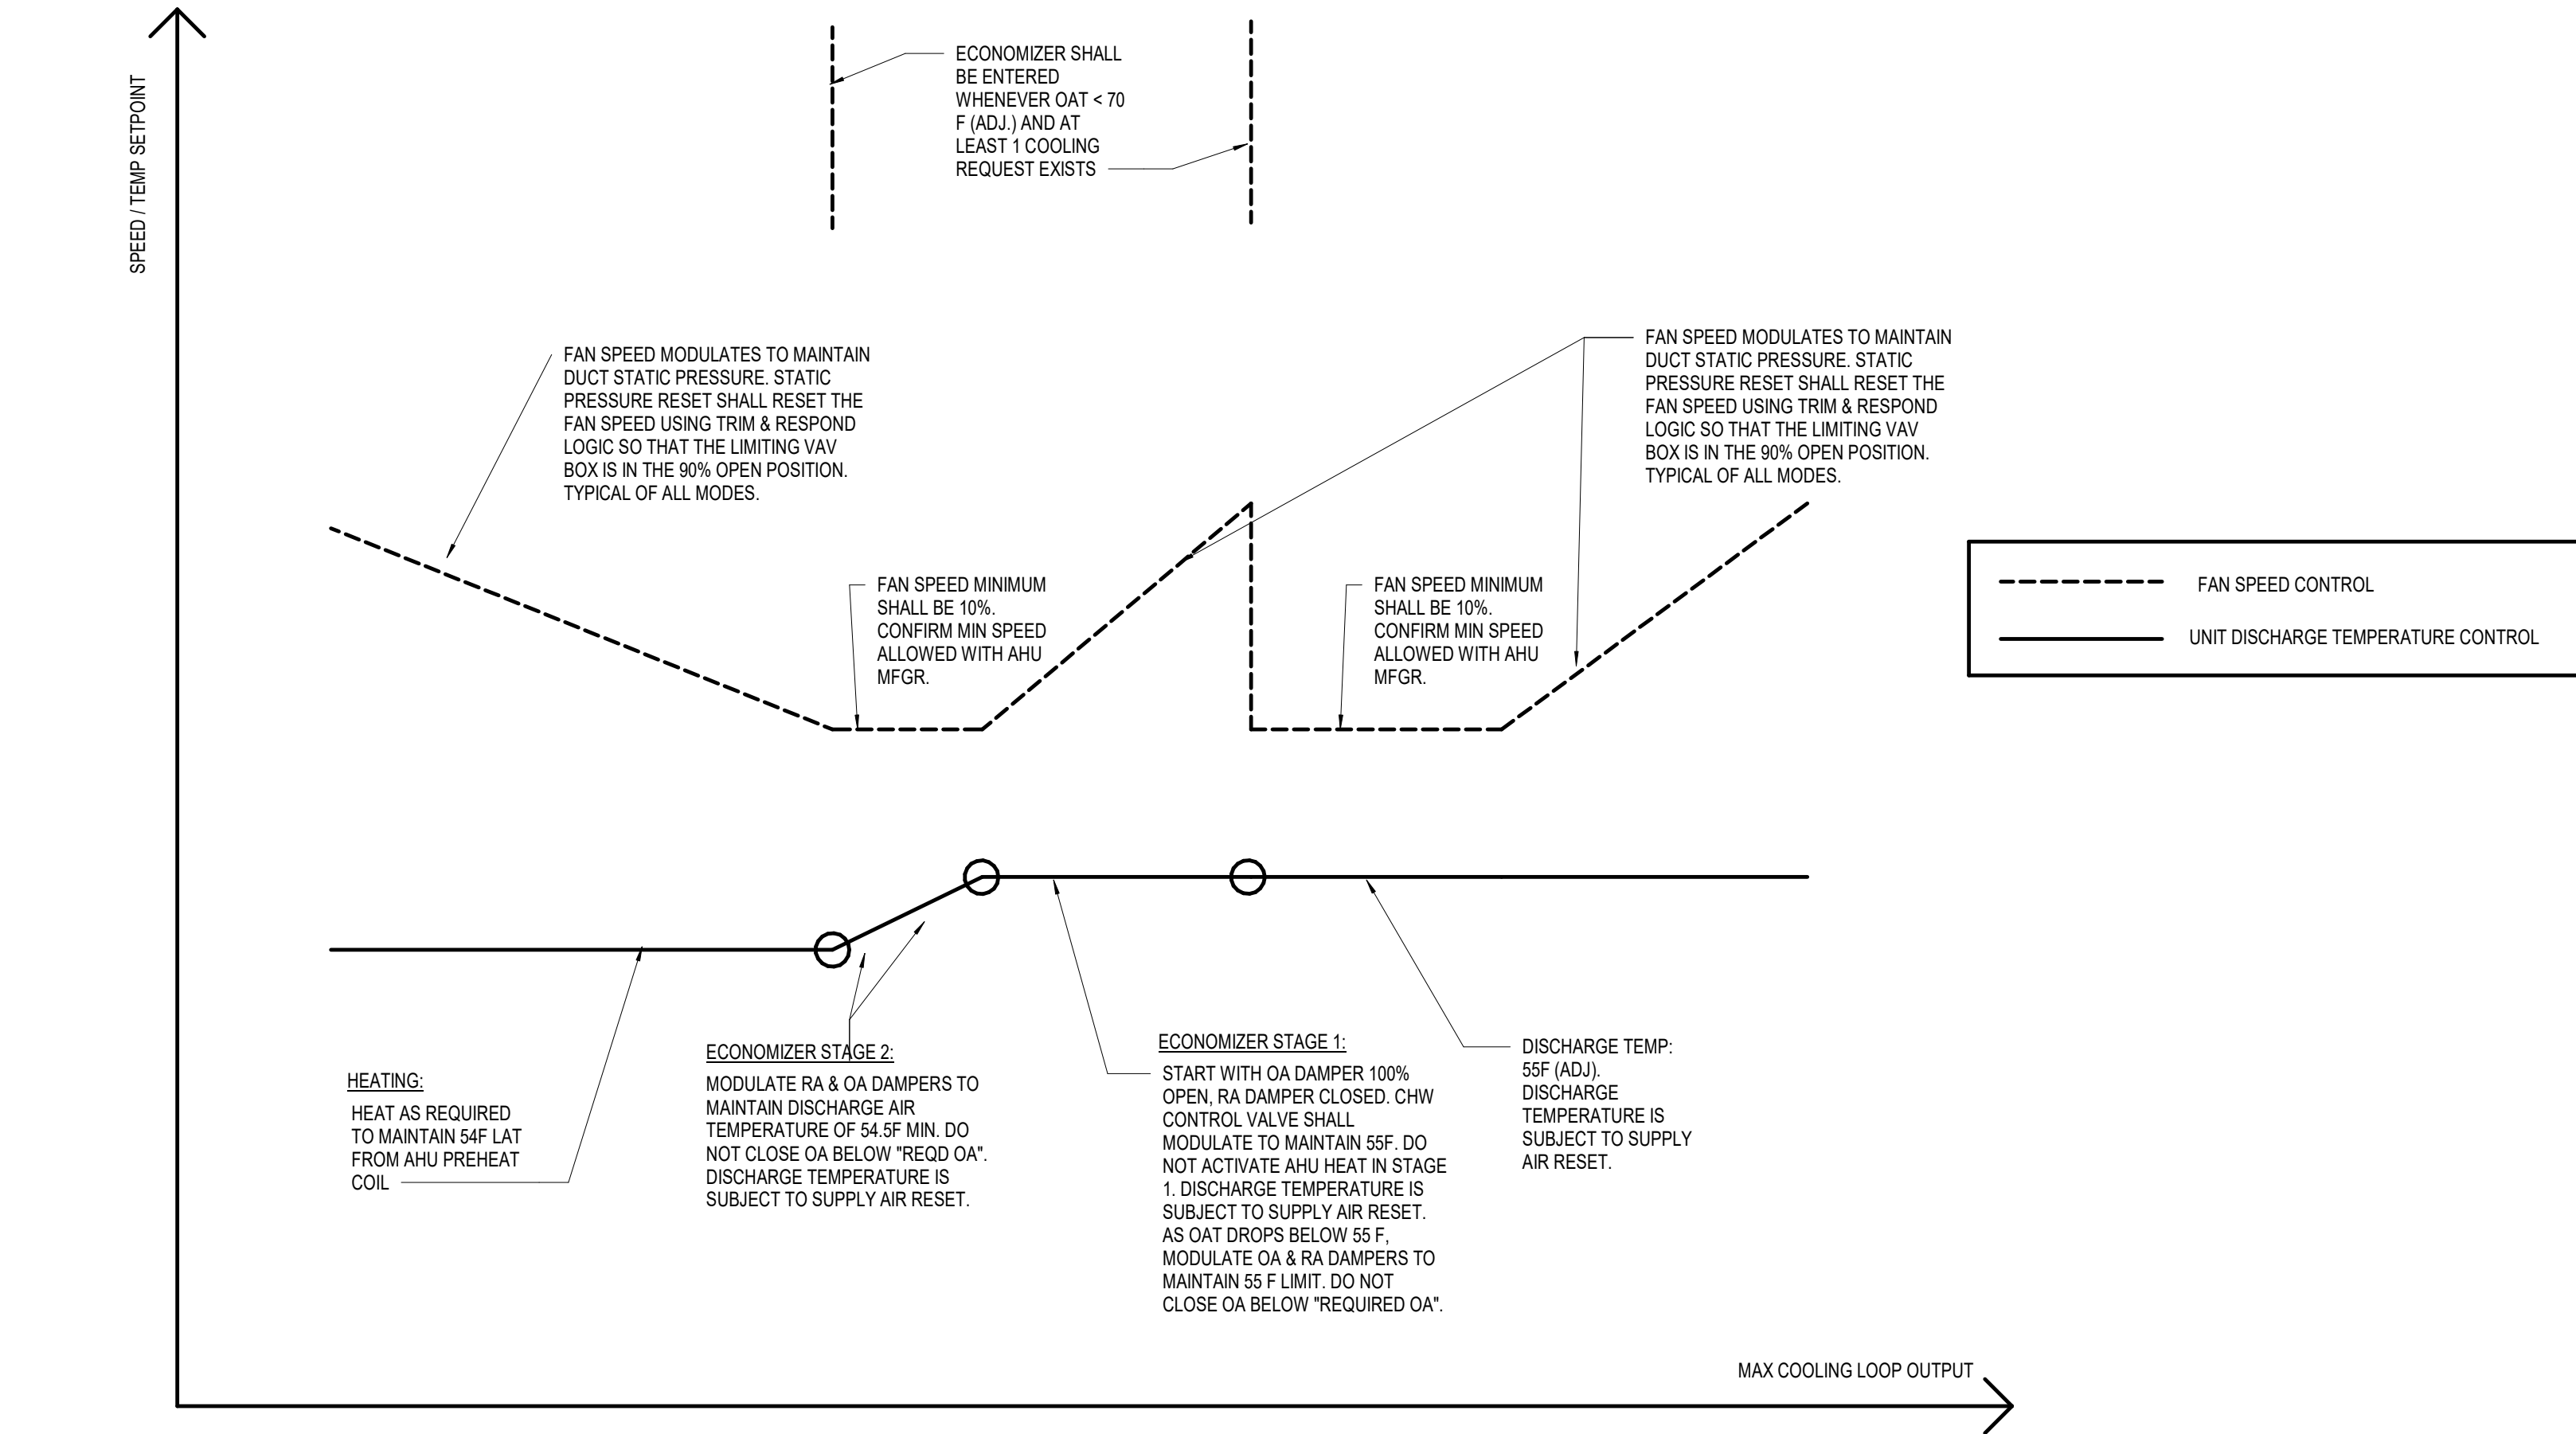 SPEED / TEMP SETPOINT
ECONOMIZER SHALL
BE ENTERED
WHENEVER OAT < 70
F (ADJ.) AND AT
LEAST 1 COOLING
REQUEST EXISTS
FAN SPEED MODULATES TO MAINTAIN
DUCT STATIC PRESSURE. STATIC
PRESSURE RESET SHALL RESET THE
FAN SPEED USING TRIM & RESPOND
LOGIC SO THAT THE LIMITING VAV
BOX IS IN THE 90% OPEN POSITION.
TYPICAL OF ALL MODES.
FAN SPEED MODULATES TO MAINTAIN
DUCT STATIC PRESSURE. STATIC
PRESSURE RESET SHALL RESET THE
FAN SPEED USING TRIM & RESPOND
LOGIC SO THAT THE LIMITING VAV
BOX IS IN THE 90% OPEN POSITION.
TYPICAL OF ALL MODES.
FAN SPEED MINIMUM
SHALL BE 10%.
CONFIRM MIN SPEED
ALLOWED WITH AHU
MFGR.
FAN SPEED MINIMUM
SHALL BE 10%.
CONFIRM MIN SPEED
ALLOWED WITH AHU
MFGR.
FAN SPEED CONTROL
UNIT DISCHARGE TEMPERATURE CONTROL
HEATING:
HEAT AS REQUIRED
TO MAINTAIN 54F LAT
FROM AHU PREHEAT
COIL
ECONOMIZER STAGE 2:
MODULATE RA & OA DAMPERS TO
MAINTAIN DISCHARGE AIR
TEMPERATURE OF 54.5F MIN. DO
NOT CLOSE OA BELOW "REQD OA".
DISCHARGE TEMPERATURE IS
SUBJECT TO SUPPLY AIR RESET.
ECONOMIZER STAGE 1:
START WITH OA DAMPER 100%
OPEN, RA DAMPER CLOSED. CHW
CONTROL VALVE SHALL
MODULATE TO MAINTAIN 55F. DO
NOT ACTIVATE AHU HEAT IN STAGE
1. DISCHARGE TEMPERATURE IS
SUBJECT TO SUPPLY AIR RESET.
AS OAT DROPS BELOW 55 F,
MODULATE OA & RA DAMPERS TO
MAINTAIN 55 F LIMIT. DO NOT
CLOSE OA BELOW "REQUIRED OA".
DISCHARGE TEMP:
55F (ADJ).
DISCHARGE
TEMPERATURE IS
SUBJECT TO SUPPLY
AIR RESET.
MAX COOLING LOOP OUTPUT